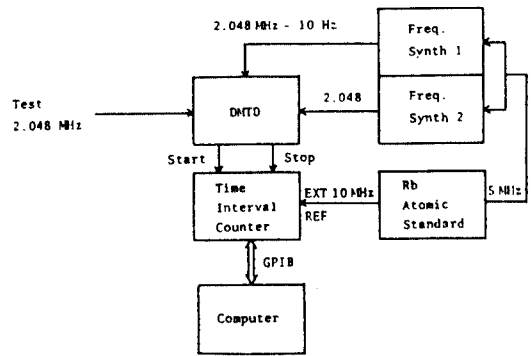 2.048 MHz - 10 Hz
Freq.
Synth 1
Test
2.048 MHz
DMTD
2.048
Freq.
Synth 2
Start
Stop
Time
Interval
Counter
EXT 10 MHz
REF
Rb
Atomic
Standard
5 MHz
GPIB
Computer